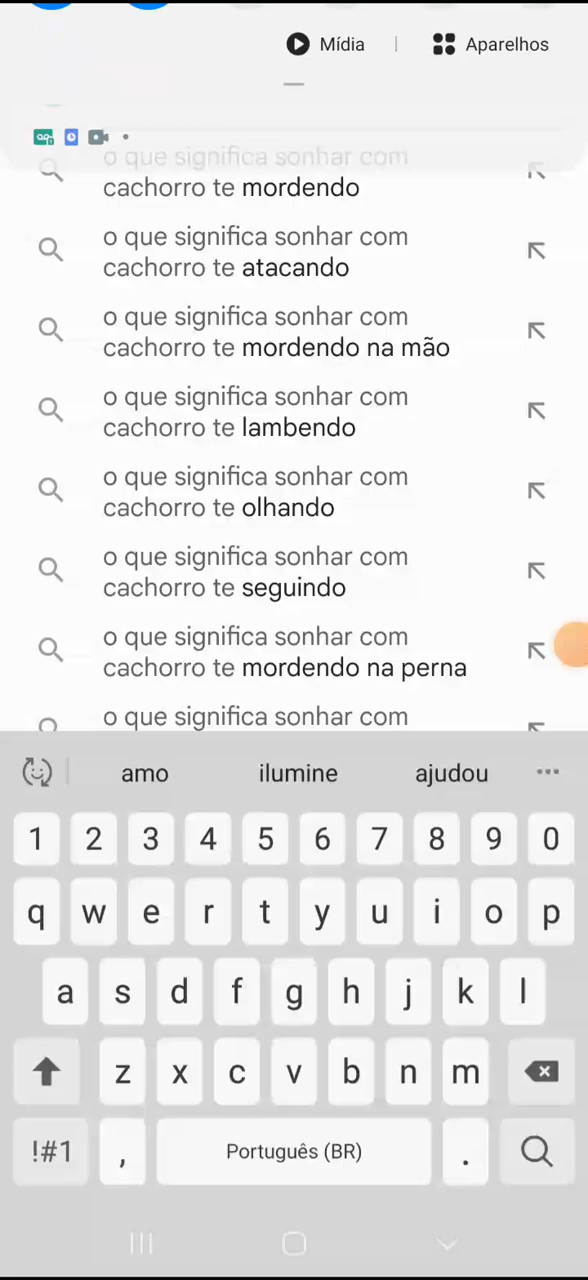 Mídia | Aparelhos
o que significa sonhar com
cachorro te mordendo
o que significa sonhar com
cachorro te atacando
o que significa sonhar com
cachorro te mordendo na mão
o que significa sonhar com
cachorro te lambendo
o que significa sonhar com
cachorro te olhando
o que significa sonhar com
cachorro te seguindo
o que significa sonhar com
cachorro te mordendo na perna
o que significa sonhar com
amo ilumine ajudou
1 2 3 4 5 6 7 8 9 0
q w e r t y u i o p
a s d f g h j k l
z x c v b n m
!#1 , Português (BR) .